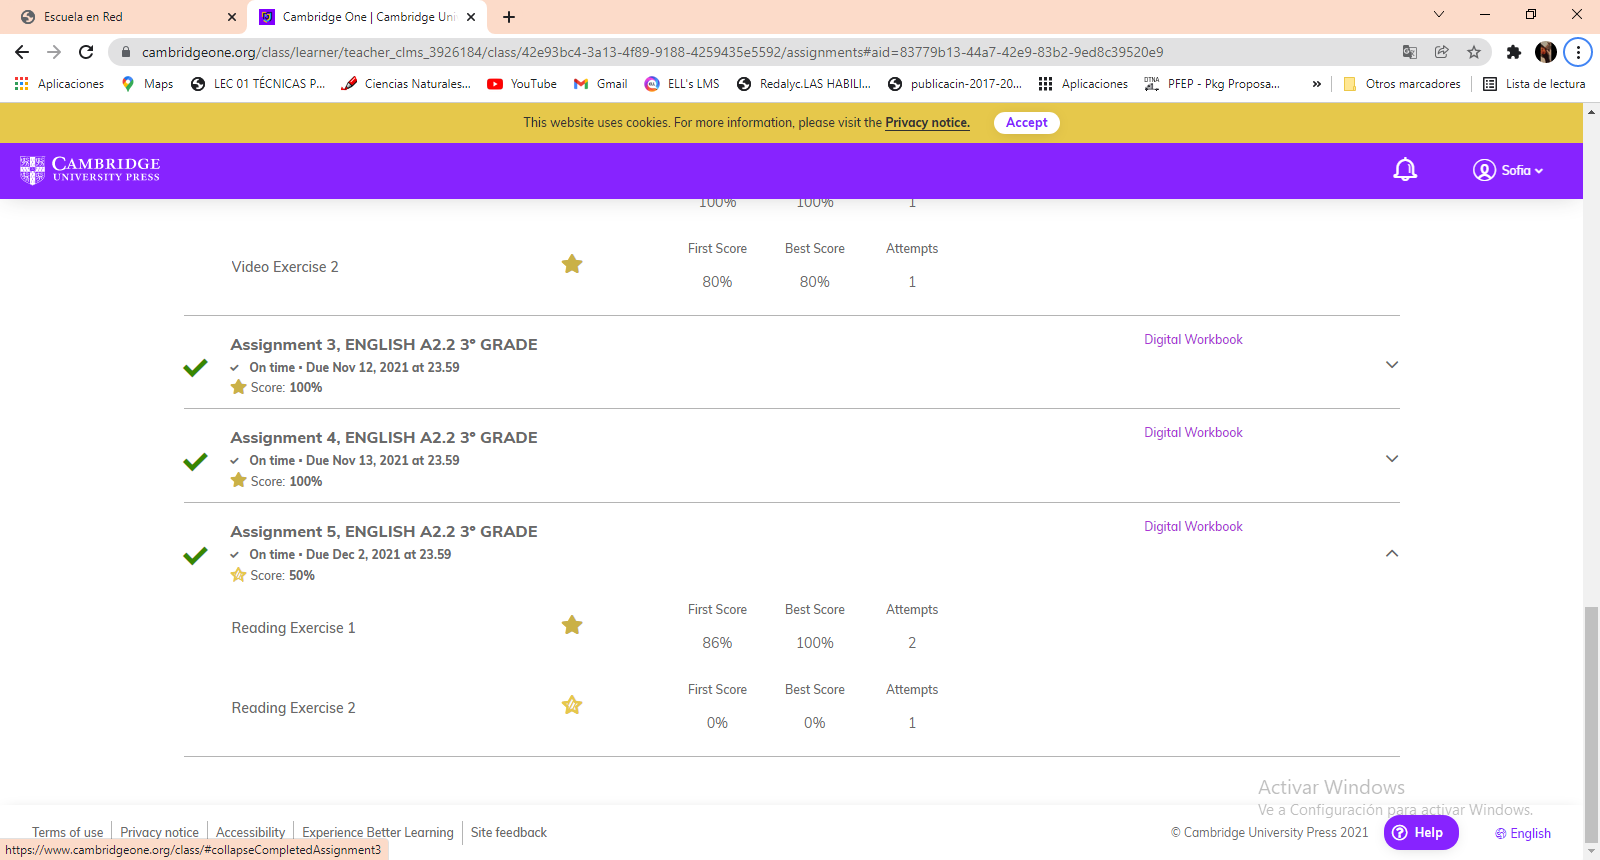 Escuela en Red
Cambridge One | Cambridge Uni
cambridgeone.org/class/learner/teacher_clms_3926184/class/42e93bc4-3a13-4f89-9188-4259435e5592/assignments#aid=83779b13-44a7-42e9-83b2-9ed8c39520e9
Aplicaciones Maps LEC 01 TÉCNICAS P... Ciencias Naturales... YouTube Gmail ELL's LMS Redalyc.LAS HABILI... publicacin-2017-20... Aplicaciones DTNA PFEP - Pkg Proposa... » Otros marcadores Lista de lectura
This website uses cookies. For more information, please visit the Privacy notice. Accept
CAMBRIDGE
UNIVERSITY PRESS
Sofia
100% 100% 1
First Score Best Score Attempts
Video Exercise 2
80% 80% 1
Assignment 3, ENGLISH A2.2 3º GRADE Digital Workbook
On time • Due Nov 12, 2021 at 23.59
Score: 100%
Assignment 4, ENGLISH A2.2 3º GRADE Digital Workbook
On time • Due Nov 13, 2021 at 23.59
Score: 100%
Assignment 5, ENGLISH A2.2 3º GRADE Digital Workbook
On time • Due Dec 2, 2021 at 23.59
Score: 50%
First Score Best Score Attempts
Reading Exercise 1
86% 100% 2
First Score Best Score Attempts
Reading Exercise 2
0% 0% 1
Activar Windows
Ve a Configuración para activar Windows.
Terms of use Privacy notice Accessibility Experience Better Learning Site feedback © Cambridge University Press 2021 Help English
https://www.cambridgeone.org/class/#collapseCompletedAssignment3